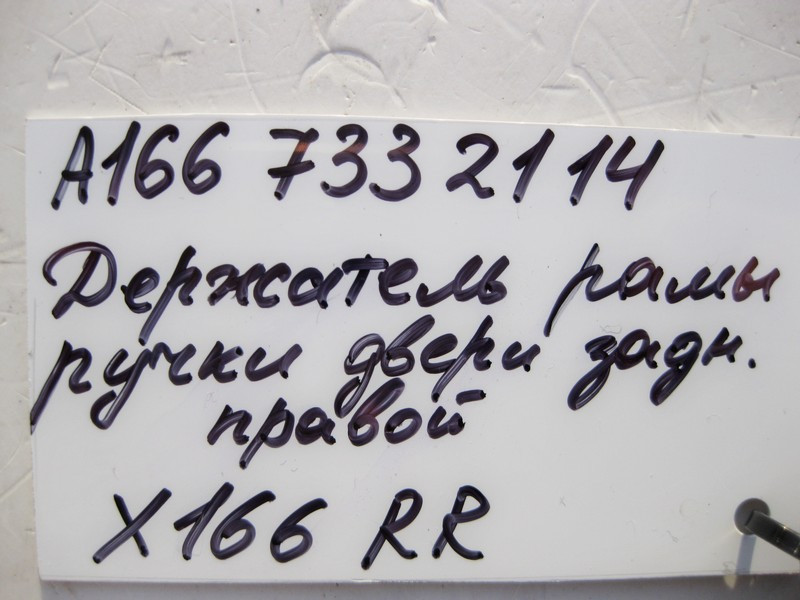 A166 733 21 14
Держатель рамы
ручки двери задн.
правой
X166 RR